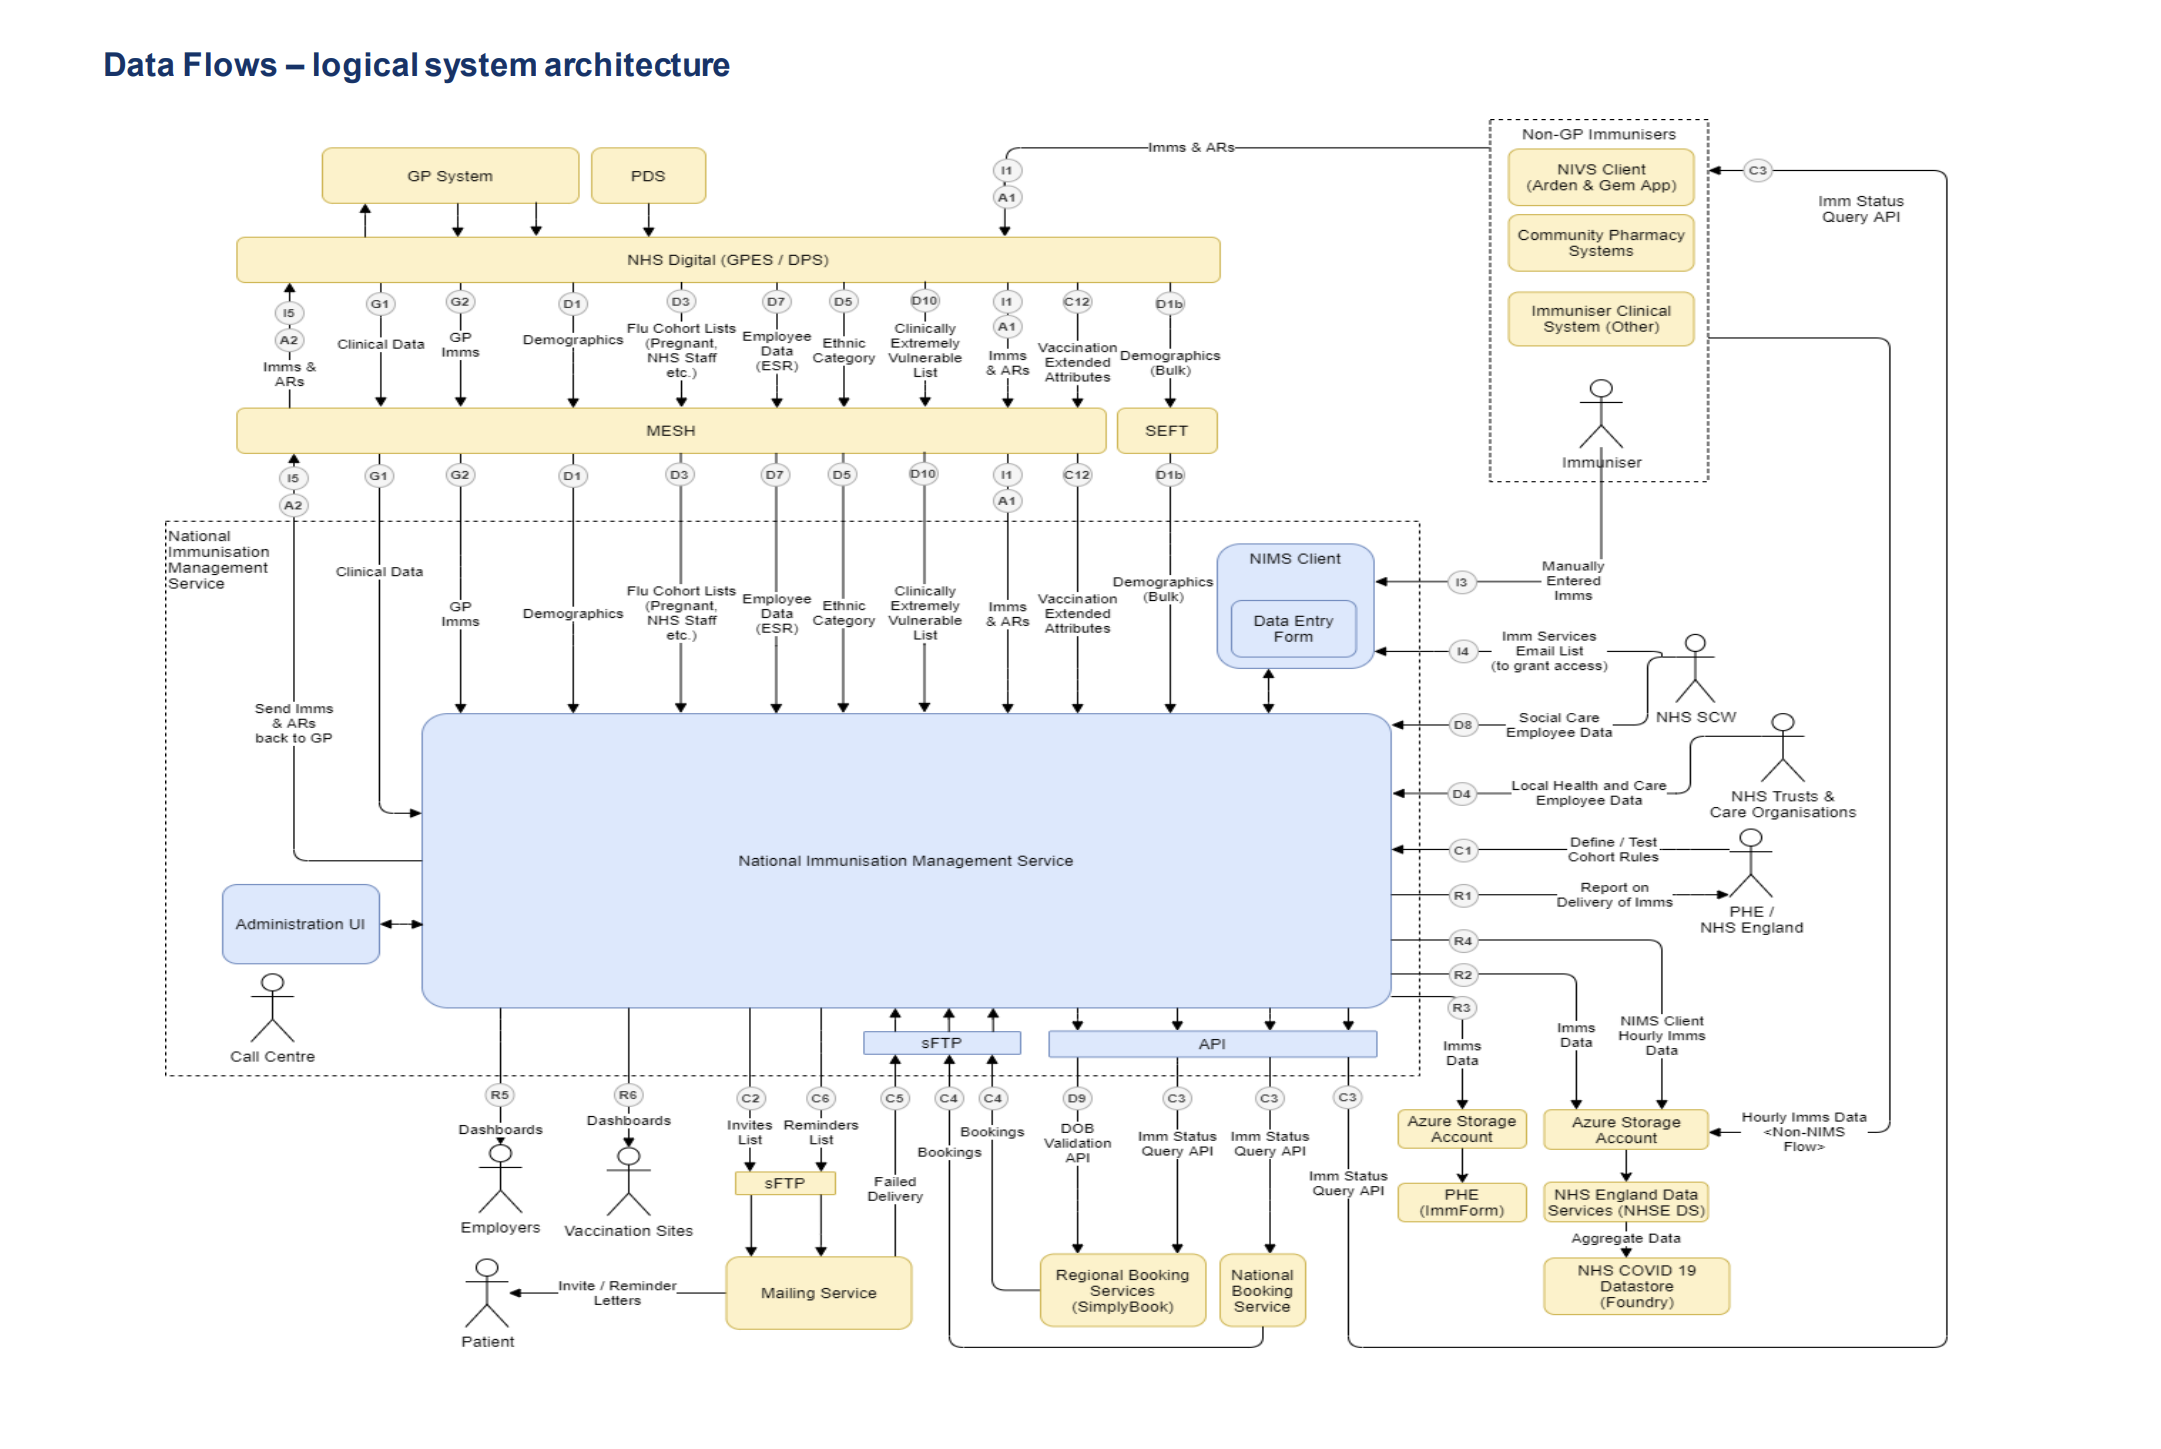 Data Flows – logical system architecture
Non-GP Immunisers
Imms & ARs
GP System
PDS
I1
A1
NIVS Client
(Arden & Gem App)
C3
Imm Status
Query API
Community Pharmacy
Systems
NHS Digital (GPES / DPS)
Immuniser Clinical
System (Other)
Immuniser
I5
A2
Imms &
ARs
G1
Clinical Data
G2
GP
Imms
D1
Demographics
D3
Flu Cohort Lists
(Pregnant,
NHS Staff
etc.)
D7
Employee
Data
(ESR)
D5
Ethnic
Category
D10
Clinically
Extremely
Vulnerable
List
I1
A1
Imms
& ARs
C12
Vaccination
Extended
Attributes
D1b
Demographics
(Bulk)
MESH
SEFT
I5
A2
G1
G2
D1
D3
D7
D5
D10
I1
A1
C12
D1b
National
Immunisation
Management
Service
Clinical Data
GP
Imms
Demographics
Flu Cohort Lists
(Pregnant,
NHS Staff
etc.)
Employee
Data
(ESR)
Ethnic
Category
Clinically
Extremely
Vulnerable
List
Imms
& ARs
Vaccination
Extended
Attributes
Demographics
(Bulk)
NIMS Client
Data Entry
Form
I3
Manually
Entered
Imms
I4
Imm Services
Email List
(to grant access)
NHS SCW
D8
Social Care
Employee Data
Send Imms
& ARs
back to GP
D4
Local Health and Care
Employee Data
NHS Trusts &
Care Organisations
C1
Define / Test
Cohort Rules
R1
Report on
Delivery of Imms
PHE /
NHS England
National Immunisation Management Service
Administration UI
Call Centre
R4
R2
R3
Imms
Data
Imms
Data
NIMS Client
Hourly Imms
Data
sFTP
API
R5
Dashboards
Employers
R6
Dashboards
Vaccination Sites
C2
Invites
List
C6
Reminders
List
C5
Failed
Delivery
C4
Bookings
C4
Bookings
D9
DOB
Validation
API
C3
Imm Status
Query API
C3
Imm Status
Query API
C3
Imm Status
Query API
Azure Storage
Account
Azure Storage
Account
Hourly Imms Data
<Non-NIMS
Flow>
sFTP
PHE
(ImmForm)
NHS England Data
Services (NHSE DS)
Aggregate Data
NHS COVID 19
Datastore
(Foundry)
Patient
Invite / Reminder
Letters
Mailing Service
Regional Booking
Services
(SimplyBook)
National
Booking
Service